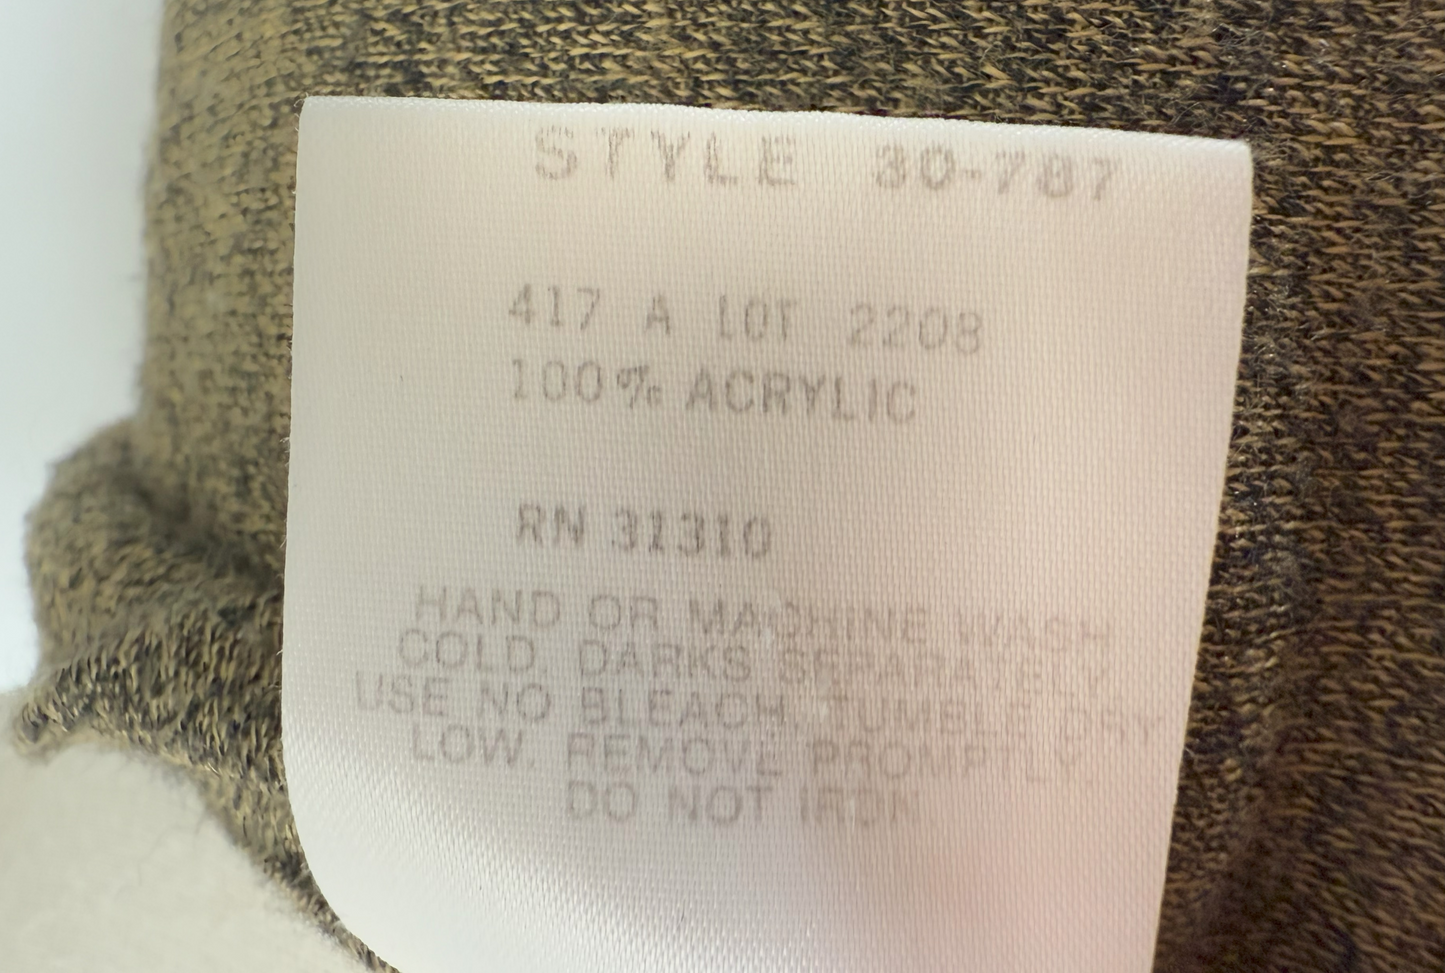 STYLE 30-787
417 A LOT 2208
100% ACRYLIC
RN 31310
HAND OR MACHINE WASH
COLD. DARKS SEPARATELY.
USE NO BLEACH. TUMBLE DRY
LOW. REMOVE PROMPTLY.
DO NOT IRON